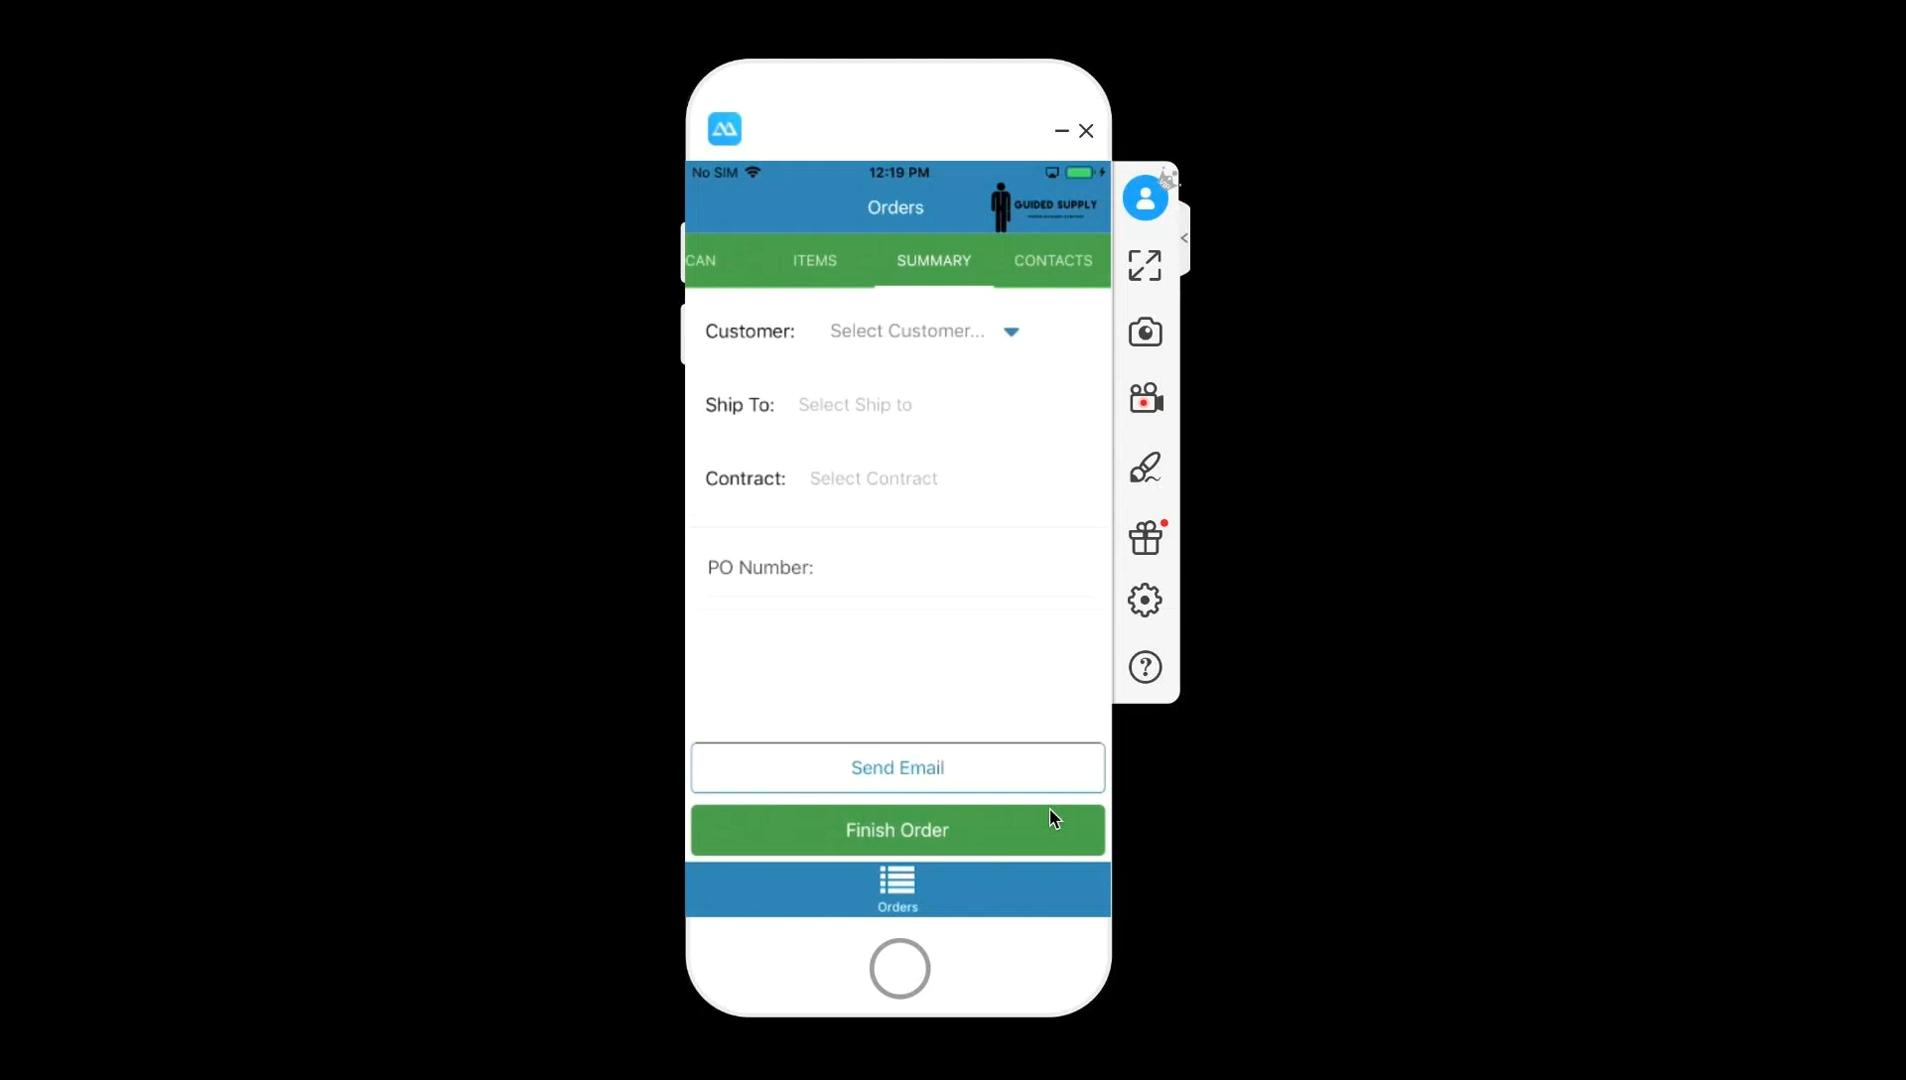 No SIM
12:19 PM
Orders
GUIDED SUPPLY
CAN
ITEMS
SUMMARY
CONTACTS
Customer:
Select Customer...
Ship To:
Select Ship to
Contract:
Select Contract
PO Number:
Send Email
Finish Order
Orders